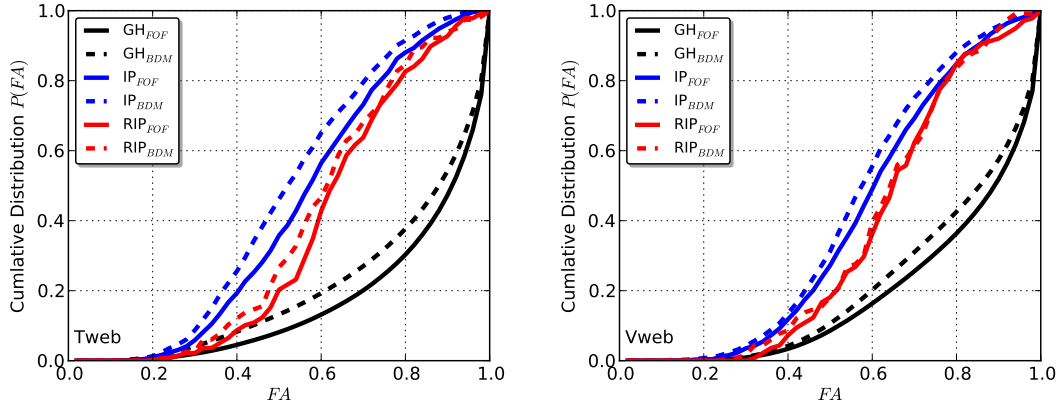 Cumlative Distribution P(FA)
1.0
0.8
0.6
0.4
0.2
0.0
GH_FOF
GH_BDM
IP_FOF
IP_BDM
RIP_FOF
RIP_BDM
Tweb
0.0 0.2 0.4 0.6 0.8 1.0
FA
Cumlative Distribution P(FA)
1.0
0.8
0.6
0.4
0.2
0.0
GH_FOF
GH_BDM
IP_FOF
IP_BDM
RIP_FOF
RIP_BDM
Vweb
0.0 0.2 0.4 0.6 0.8 1.0
FA